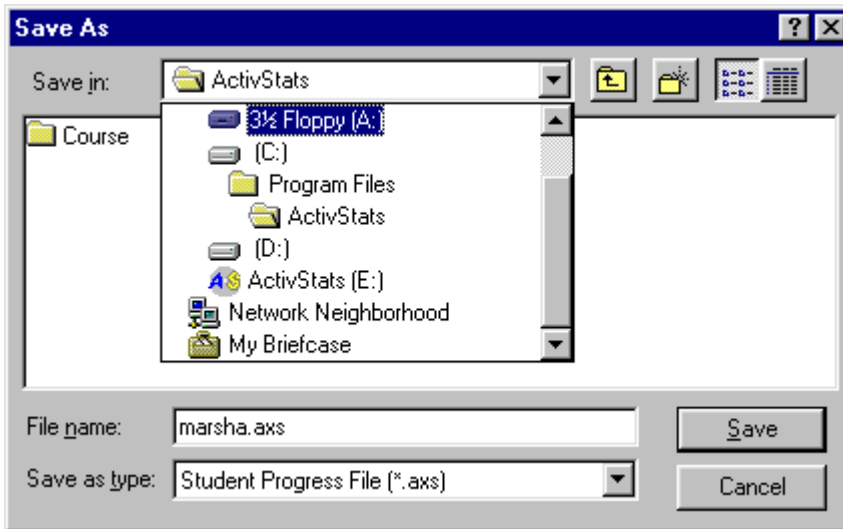 Save As
Save in: ActivStats
Course
3½ Floppy (A:)
(C:)
Program Files
ActivStats
(D:)
ActivStats (E:)
Network Neighborhood
My Briefcase
File name: marsha.axs Save
Save as type: Student Progress File (*.axs) Cancel